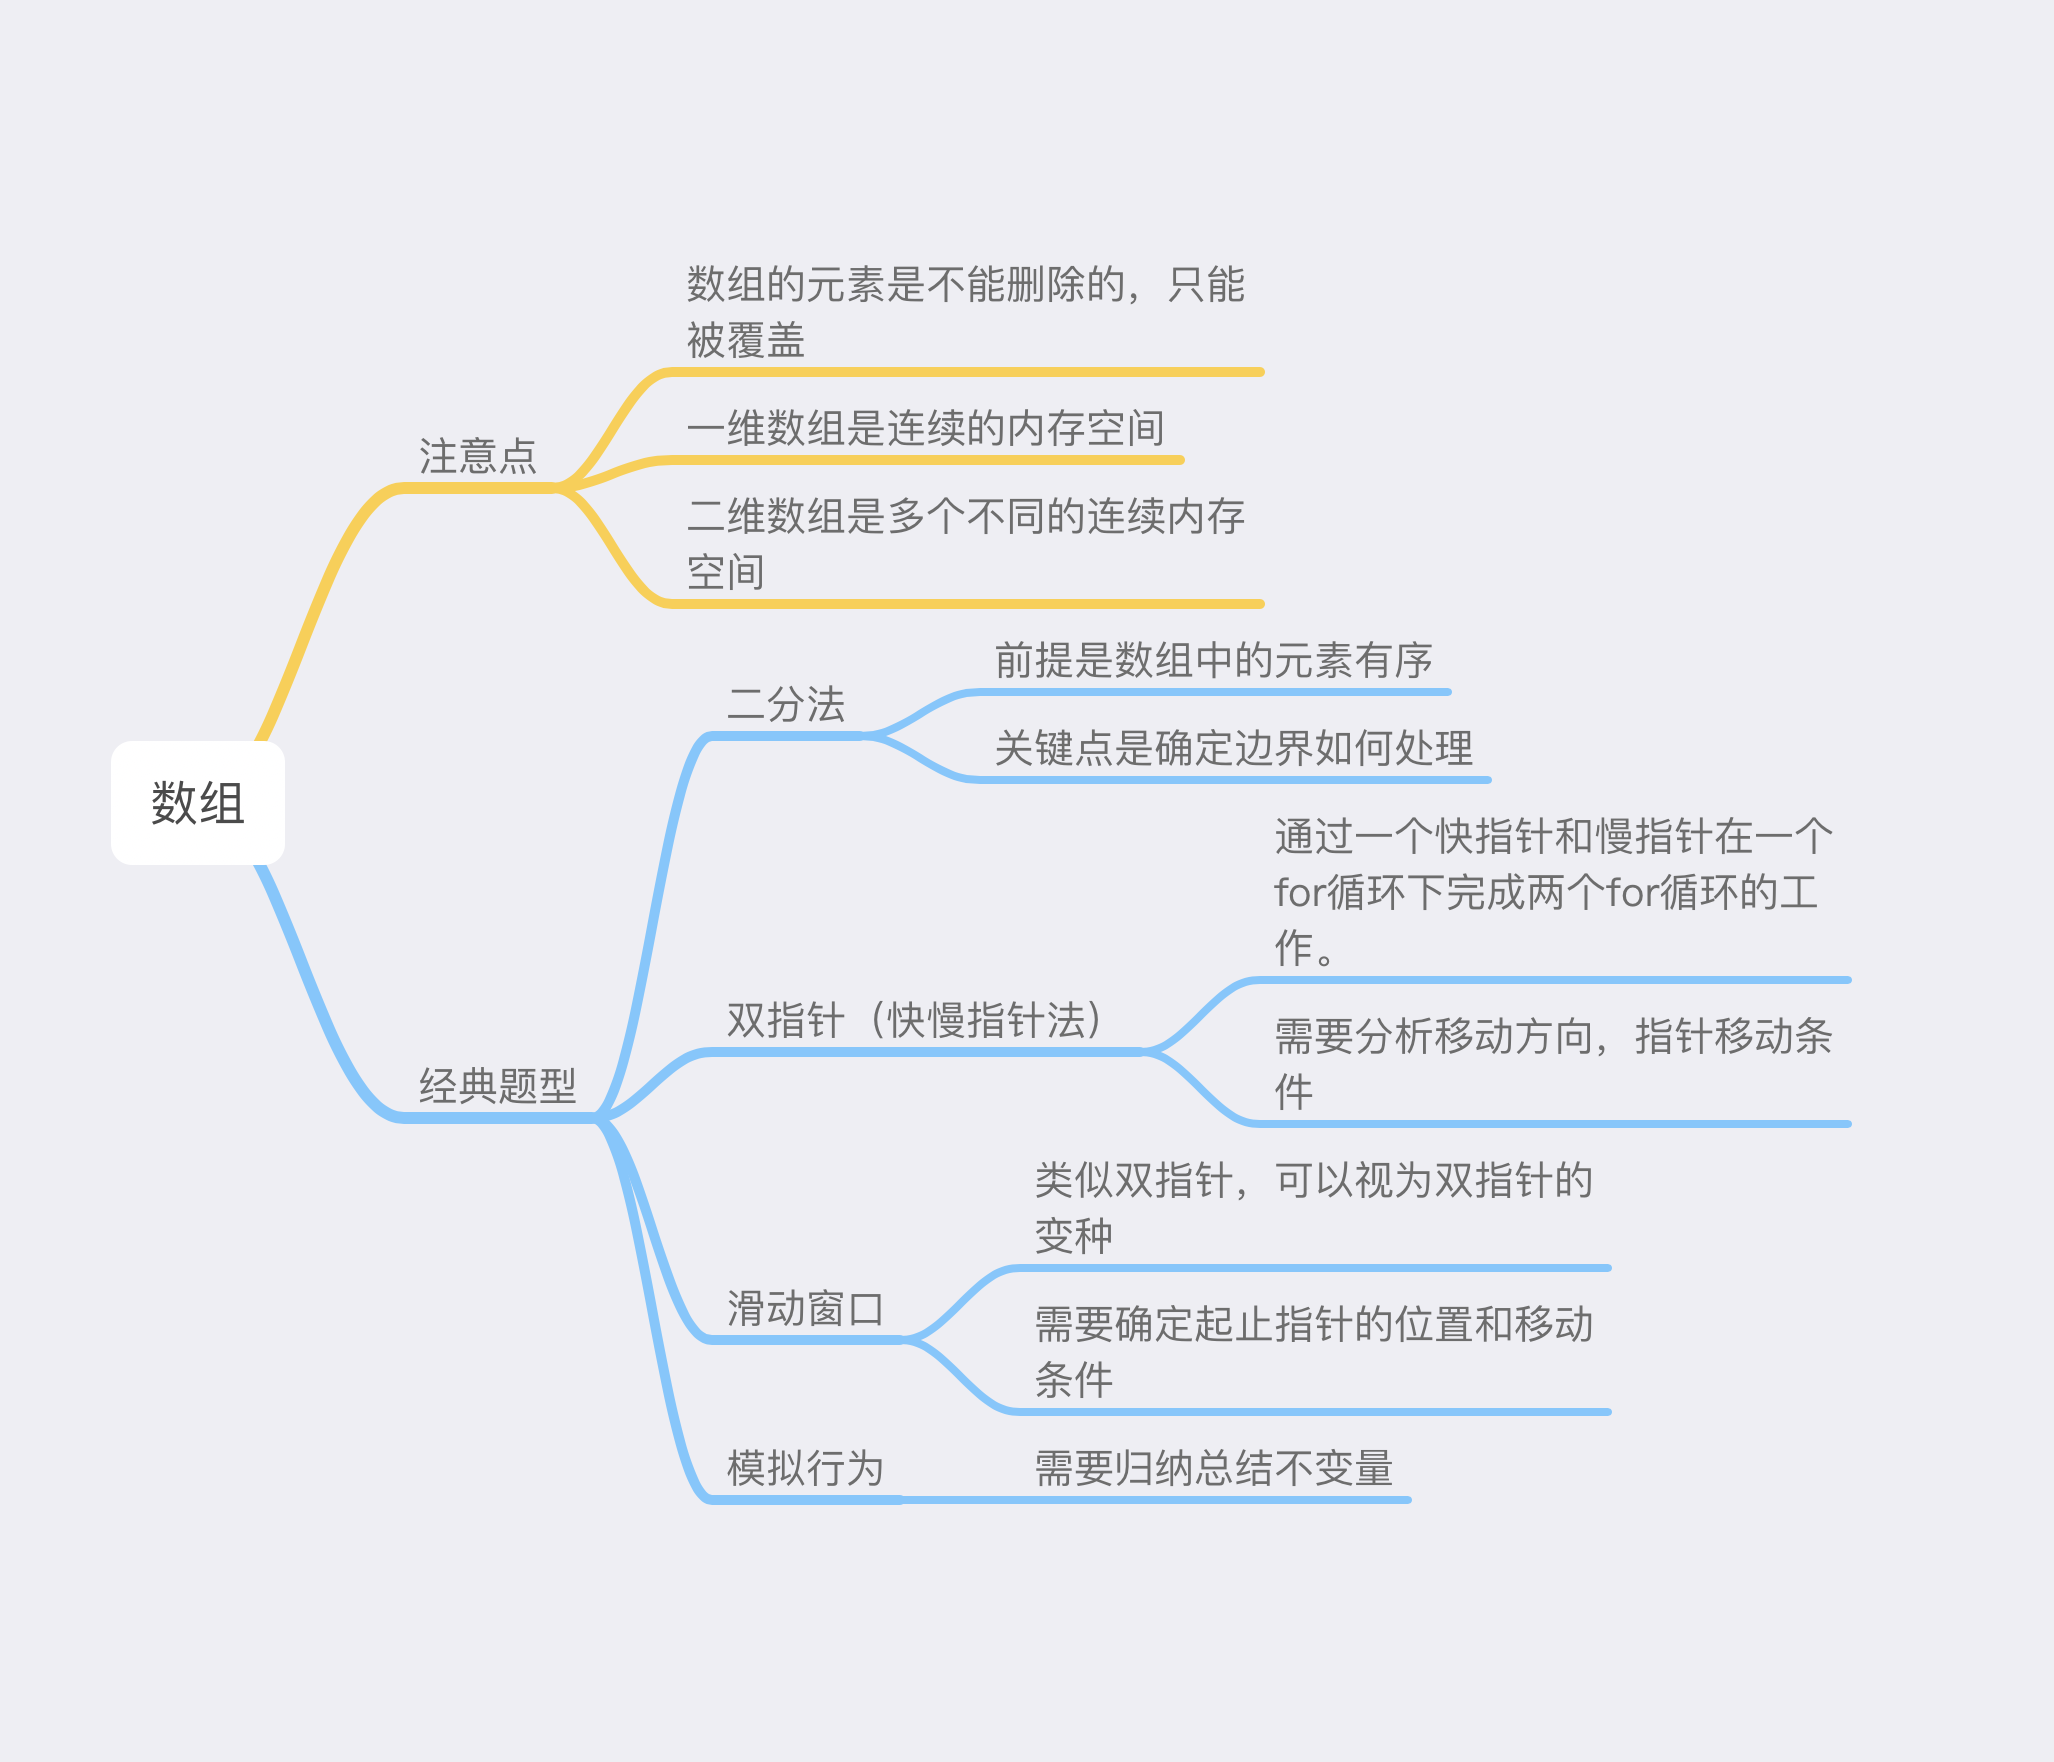 数组
注意点
数组的元素是不能删除的，只能
被覆盖
一维数组是连续的内存空间
二维数组是多个不同的连续内存
空间
经典题型
二分法
前提是数组中的元素有序
关键点是确定边界如何处理
双指针（快慢指针法）
通过一个快指针和慢指针在一个
for循环下完成两个for循环的工
作。
需要分析移动方向，指针移动条
件
滑动窗口
类似双指针，可以视为双指针的
变种
需要确定起止指针的位置和移动
条件
模拟行为
需要归纳总结不变量